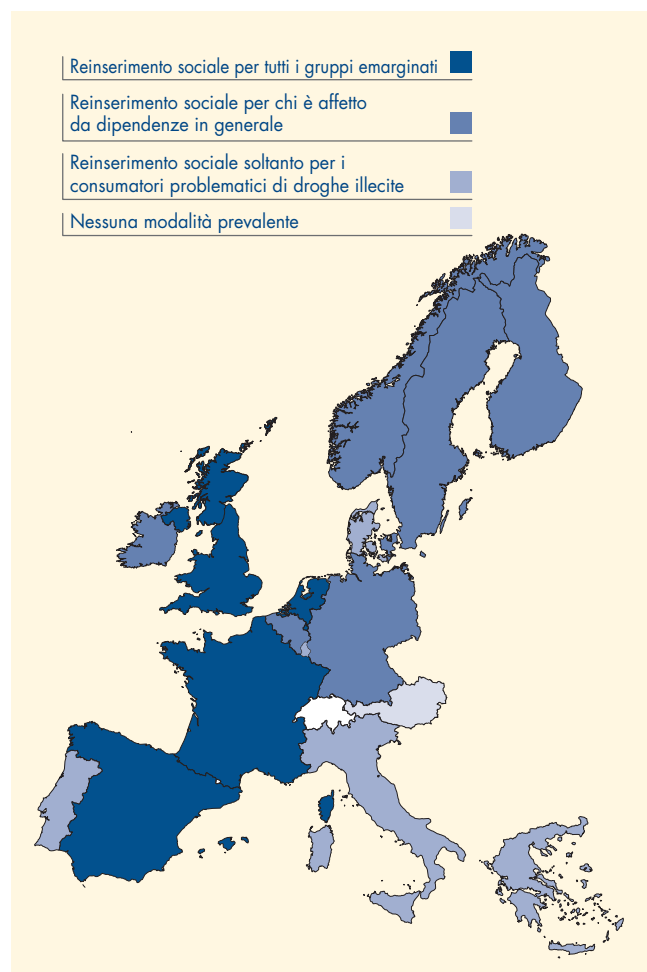 Reinserimento sociale per tutti i gruppi emarginati
Reinserimento sociale per chi è affetto
da dipendenze in generale
Reinserimento sociale soltanto per i
consumatori problematici di droghe illecite
Nessuna modalità prevalente